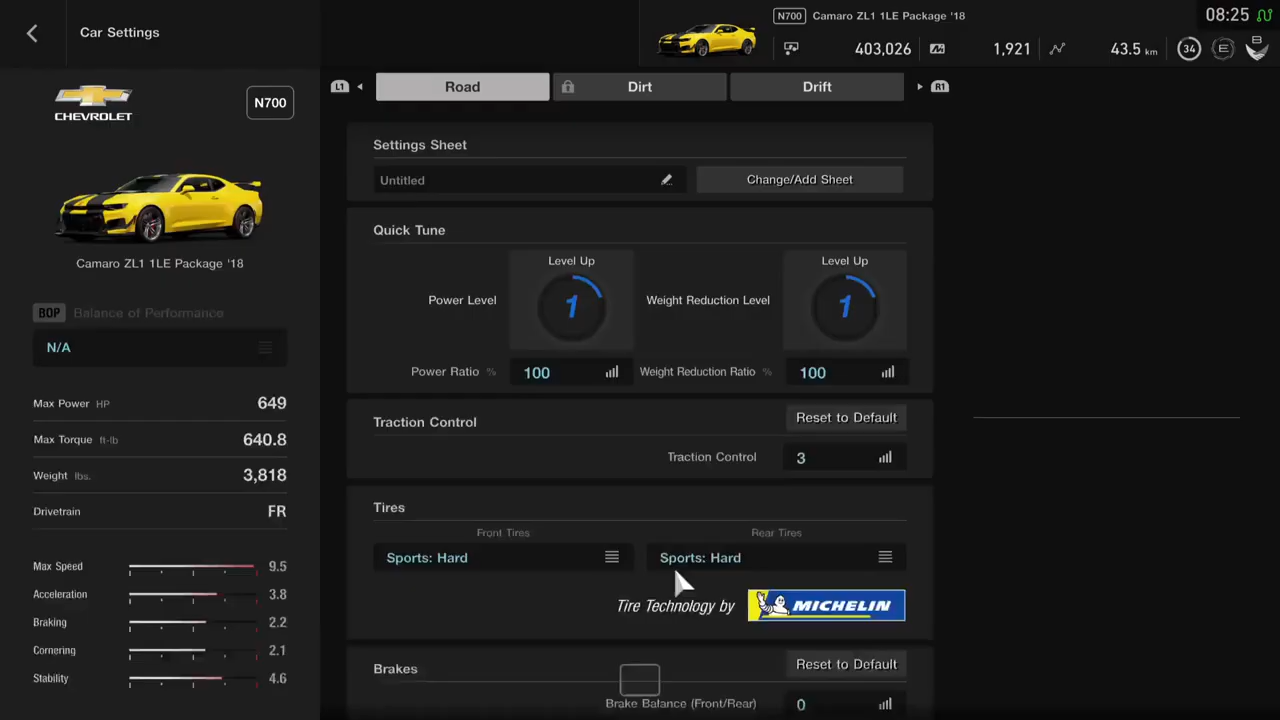 Car Settings
N700 Camaro ZL1 1LE Package '18
08:25
403,026 1,921 43.5 km 34 E B
CHEVROLET
N700
Camaro ZL1 1LE Package '18
BOP Balance of Performance
N/A
Max Power HP 649
Max Torque ft-lb 640.8
Weight lbs. 3,818
Drivetrain FR
Max Speed 9.5
Acceleration 3.8
Braking 2.2
Cornering 2.1
Stability 4.6
L1 Road Dirt Drift R1
Settings Sheet
Untitled Change/Add Sheet
Quick Tune
Level Up Level Up
Power Level 1 Weight Reduction Level 1
Power Ratio % 100 Weight Reduction Ratio % 100
Traction Control Reset to Default
Traction Control 3
Tires
Front Tires Rear Tires
Sports: Hard Sports: Hard
Tire Technology by MICHELIN
Brakes Reset to Default
Brake Balance (Front/Rear) 0